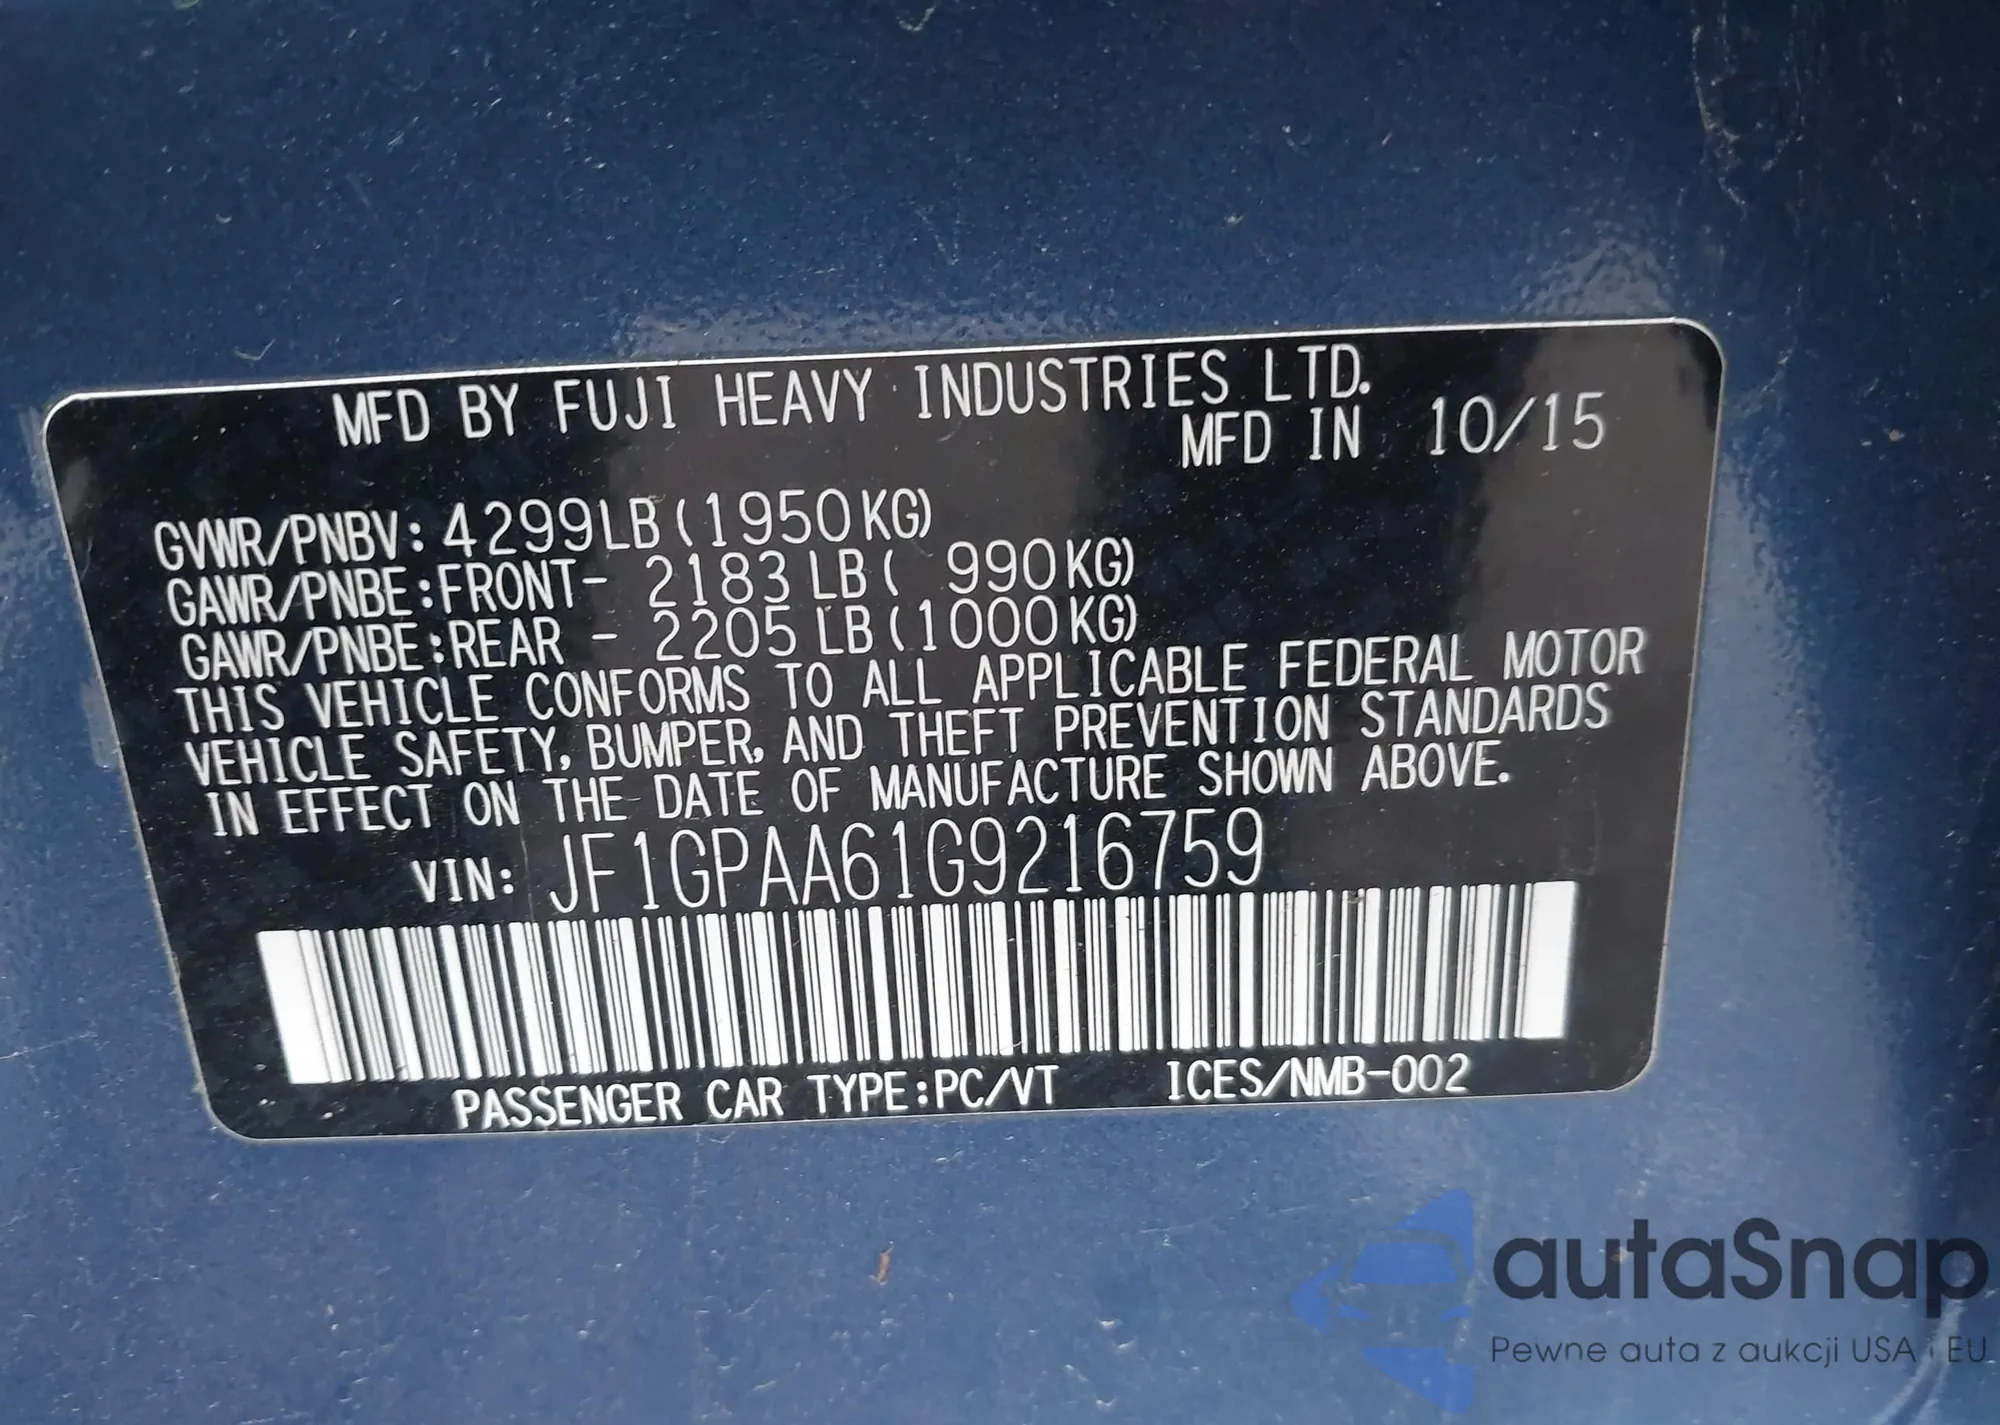 MFD BY FUJI HEAVY INDUSTRIES LTD.
MFD IN 10/15
GVWR/PNBV: 4299LB(1950KG)
GAWR/PNBE:FRONT- 2183LB( 990KG)
GAWR/PNBE:REAR - 2205LB(1000KG)
THIS VEHICLE CONFORMS TO ALL APPLICABLE FEDERAL MOTOR
VEHICLE SAFETY, BUMPER, AND THEFT PREVENTION STANDARDS
IN EFFECT ON THE DATE OF MANUFACTURE SHOWN ABOVE.
VIN: JF1GPAA61G9216759
PASSENGER CAR TYPE:PC/VT ICES/NMB-002
autaSnap
Pewne auta z aukcji USA i EU